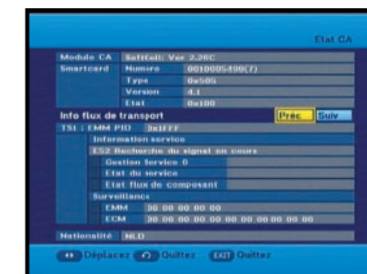 Etat CA
Module CA SoftCell: Ver 2.26C
Smartcard Numero 0010005490(7)
Type 0x505
Version 4.1
Etat 0x100
Info flux de transport Préc Suiv
TS1 : EMM PID 0x1FFF
Information service
ES2 Recherche du signal en cours
Gestion Service 0
Etat du service
Etat flux de composant
Surveillance
EMM 00 00 00 00 00
ECM 00 00 00 00 00 00 00 00 00 00
Nationalité NLD
Déplacez Quittez EXIT Quittez